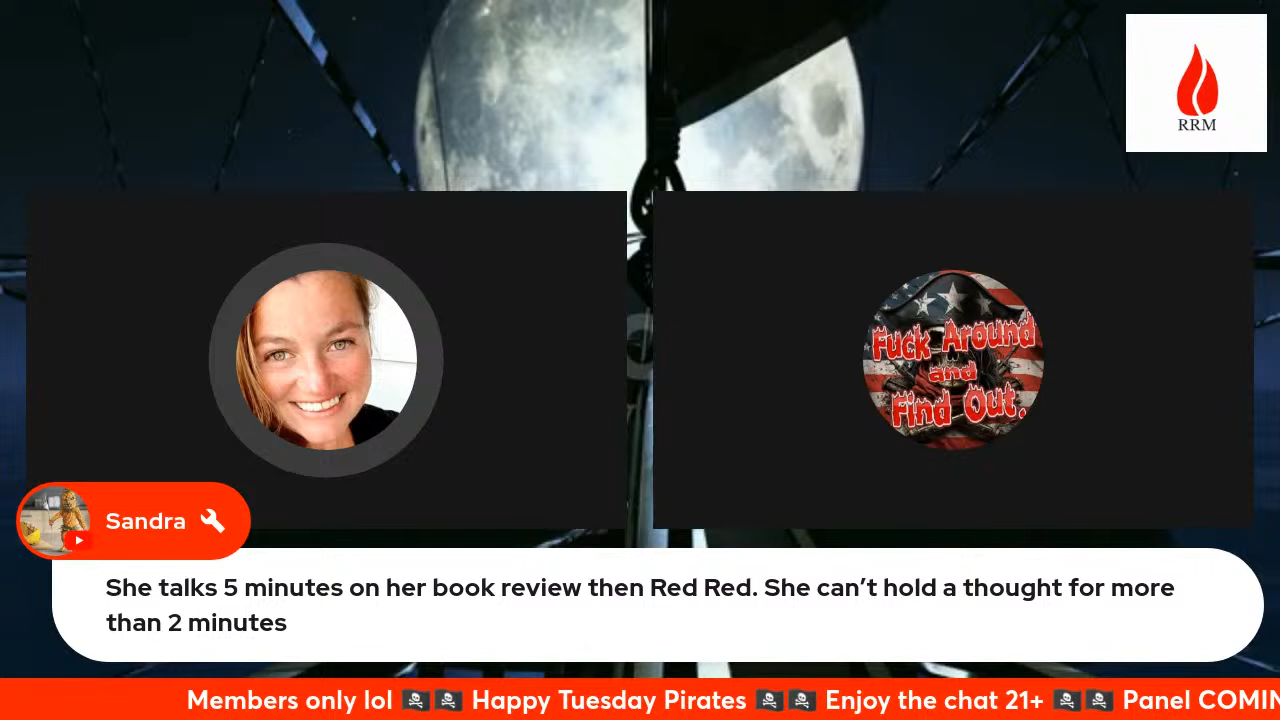 RRM
Fuck Around
and
Find Out.
Sandra
She talks 5 minutes on her book review then Red Red. She can’t hold a thought for more
than 2 minutes
Members only lol 🏴‍☠️🏴‍☠️ Happy Tuesday Pirates 🏴‍☠️🏴‍☠️ Enjoy the chat 21+ 🏴‍☠️🏴‍☠️ Panel COMIN